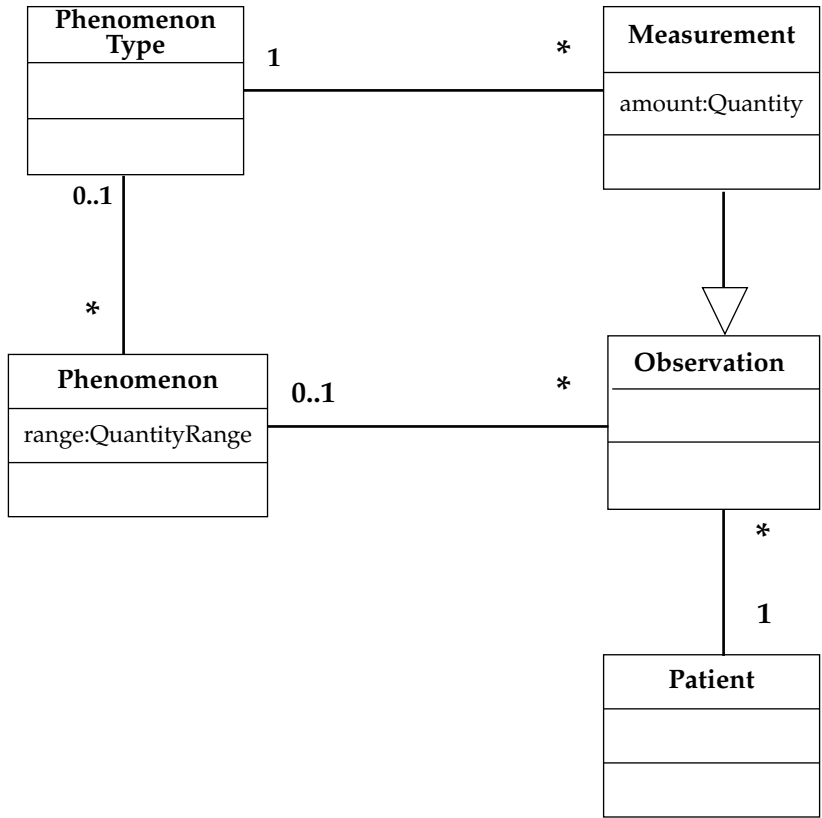 Phenomenon
Type
1
*
Measurement
amount:Quantity
0..1
*
Phenomenon
range:QuantityRange
0..1
*
Observation
*
1
Patient